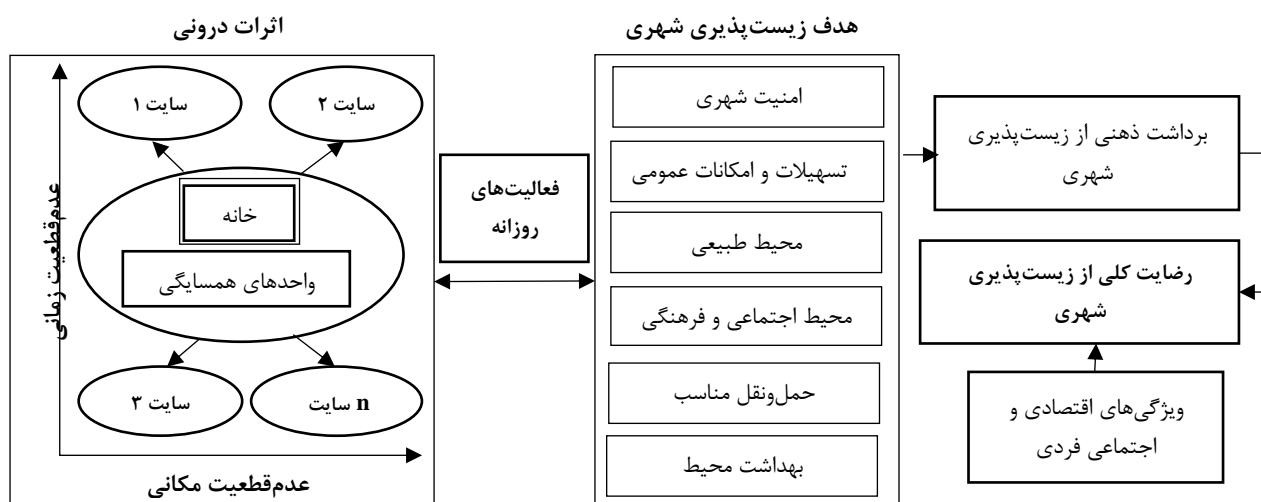 اثرات درونی
عدم‌قطعیت زمانی
سایت ۱
سایت ۲
خانه
واحدهای همسایگی
سایت ۳
n سایت
عدم‌قطعیت مکانی
فعالیت‌های
روزانه
هدف زیست‌پذیری شهری
امنیت شهری
تسهیلات و امکانات عمومی
محیط طبیعی
محیط اجتماعی و فرهنگی
حمل‌ونقل مناسب
بهداشت محیط
برداشت ذهنی از زیست‌پذیری
شهری
رضایت کلی از زیست‌پذیری
شهری
ویژگی‌های اقتصادی و
اجتماعی فردی